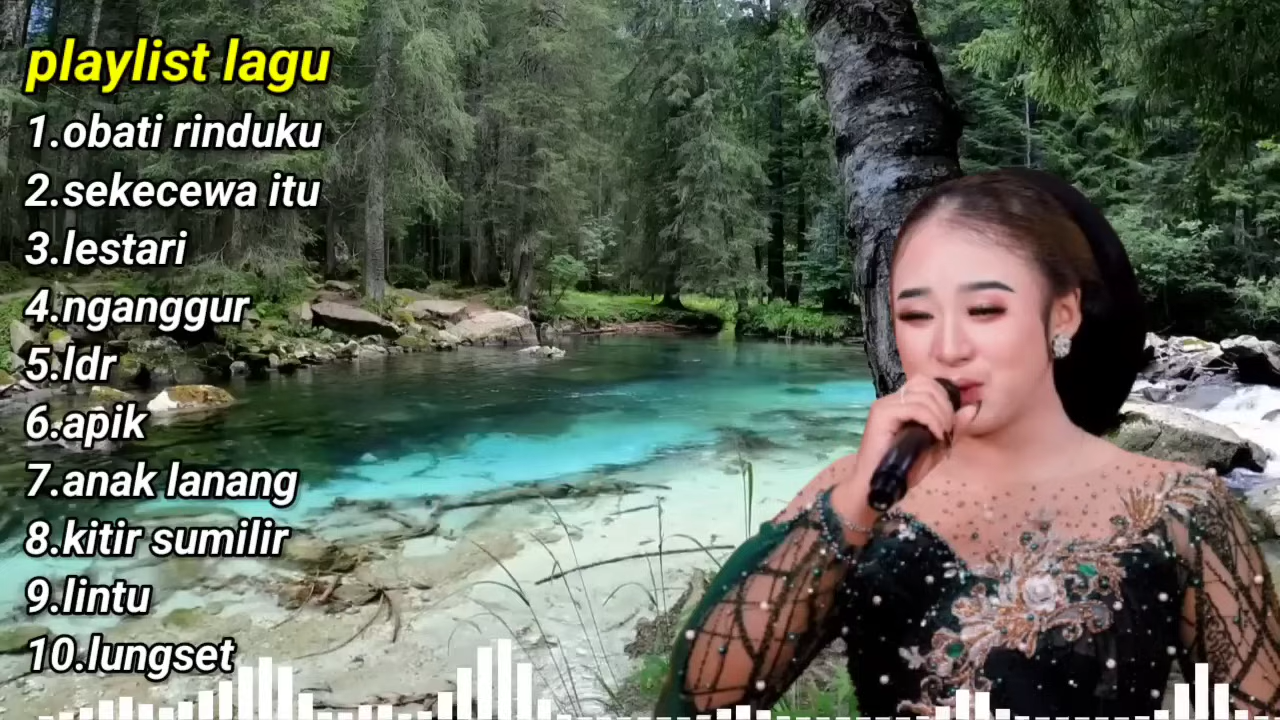 playlist lagu
1.obati rinduku
2.sekecewa itu
3.lestari
4.nganggur
5.ldr
6.apik
7.anak lanang
8.kitir sumilir
9.lintu
10.lungset